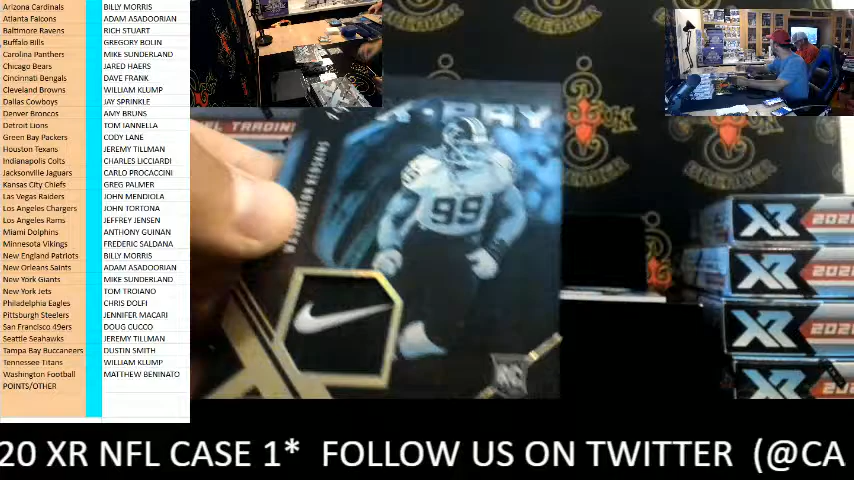 Arizona Cardinals BILLY MORRIS
Atlanta Falcons ADAM ASADOORIAN
Baltimore Ravens RICH STUART
Buffalo Bills GREGORY BOLIN
Carolina Panthers MIKE SUNDERLAND
Chicago Bears JARED HAERS
Cincinnati Bengals DAVE FRANK
Cleveland Browns WILLIAM KLUMP
Dallas Cowboys JAY SPRINKLE
Denver Broncos AMY BRUNS
Detroit Lions TOM IANNELLA
Green Bay Packers CODY LANE
Houston Texans JEREMY TILLMAN
Indianapolis Colts CHARLES LICCIARDI
Jacksonville Jaguars CARLO PROCACCINI
Kansas City Chiefs GREG PALMER
Las Vegas Raiders JOHN MENDIOLA
Los Angeles Chargers JOHN TORTONA
Los Angeles Rams JEFFREY JENSEN
Miami Dolphins ANTHONY GUINAN
Minnesota Vikings FREDERIC SALDANA
New England Patriots BILLY MORRIS
New Orleans Saints ADAM ASADOORIAN
New York Giants MIKE SUNDERLAND
New York Jets TOM TROIANO
Philadelphia Eagles CHRIS DOLFI
Pittsburgh Steelers JENNIFER MACARI
San Francisco 49ers DOUG CUCCO
Seattle Seahawks JEREMY TILLMAN
Tampa Bay Buccaneers DUSTIN SMITH
Tennessee Titans WILLIAM KLUMP
Washington Football MATTHEW BENINATO
POINTS/OTHER
WASHINGTON REDSKINS
99
RC
XR 202
XR 202
XR 202
XR 202
20 XR NFL CASE 1* FOLLOW US ON TWITTER (@CA